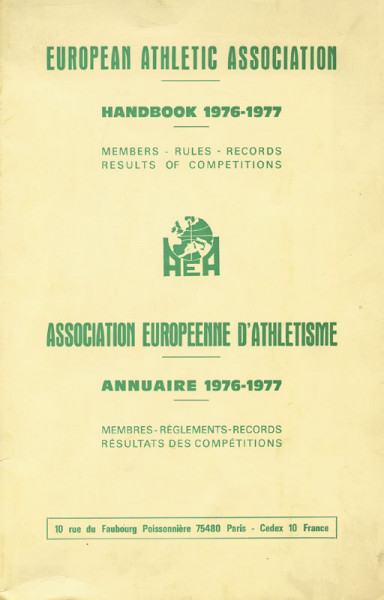 EUROPEAN ATHLETIC ASSOCIATION
HANDBOOK 1976-1977
MEMBERS - RULES - RECORDS
RESULTS OF COMPETITIONS
AEA
ASSOCIATION EUROPEENNE D'ATHLETISME
ANNUAIRE 1976-1977
MEMBRES-RÈGLEMENTS-RECORDS
RÉSULTATS DES COMPÉTITIONS
10 rue du Faubourg Poissonnière 75480 Paris - Cedex 10 France